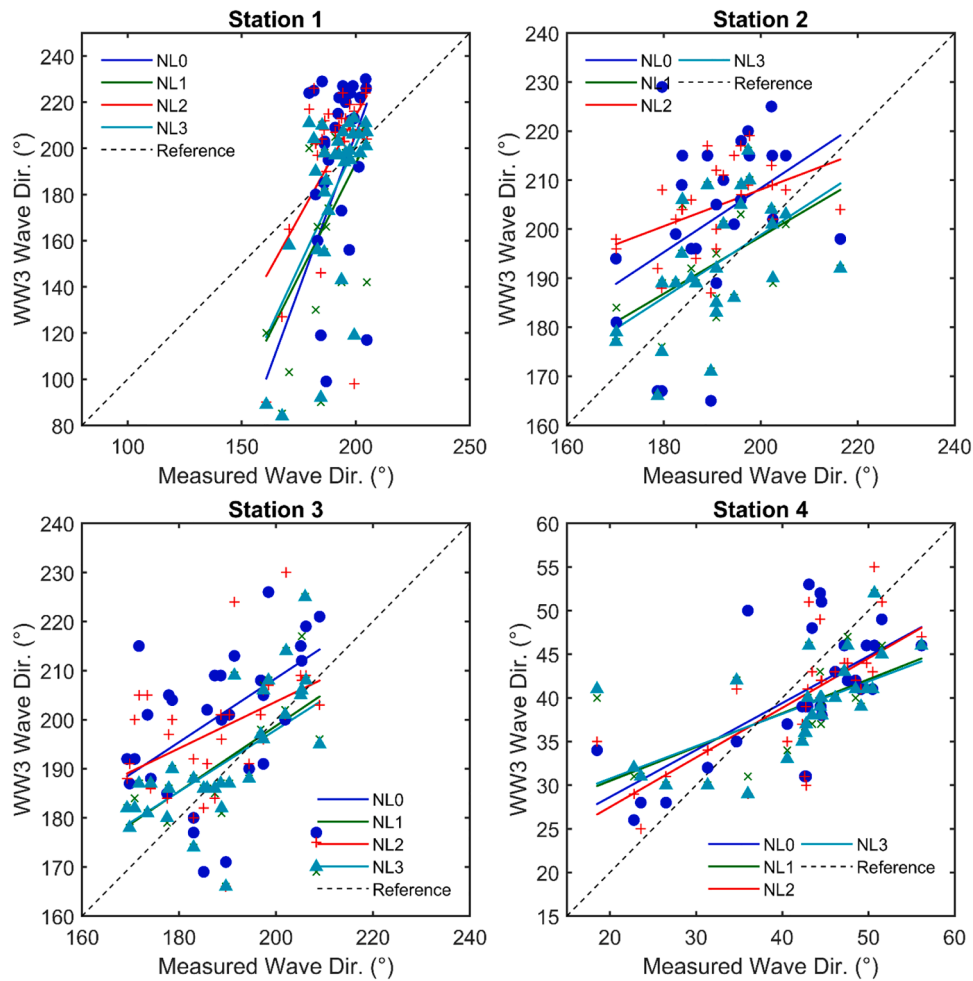 Station 1
240
220
200
180
160
140
120
100
80
100
150
200
250
WW3 Wave Dir. (°)
Measured Wave Dir. (°)
NL0
NL1
NL2
NL3
Reference
Station 2
240
230
220
210
200
190
180
170
160
160
180
200
220
240
WW3 Wave Dir. (°)
Measured Wave Dir. (°)
NL0
NL3
NL1
Reference
NL2
Station 3
240
230
220
210
200
190
180
170
160
160
180
200
220
240
WW3 Wave Dir. (°)
Measured Wave Dir. (°)
NL0
NL1
NL2
NL3
Reference
Station 4
60
55
50
45
40
35
30
25
20
15
20
30
40
50
60
WW3 Wave Dir. (°)
Measured Wave Dir. (°)
NL0
NL3
NL1
Reference
NL2